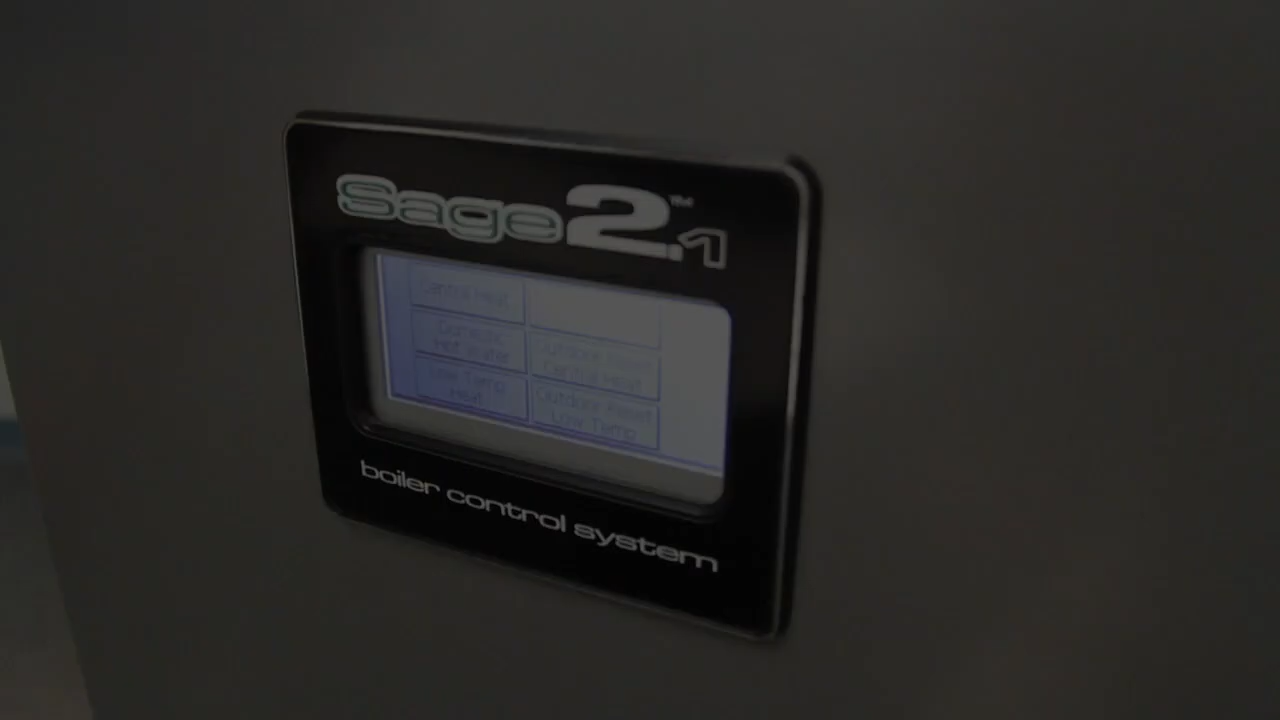 Sage2.1™
Central Heat
Domestic
Hot Water
Outdoor Reset
Central Heat
Low Temp
Heat
Outdoor Reset
Low Temp
boiler control system